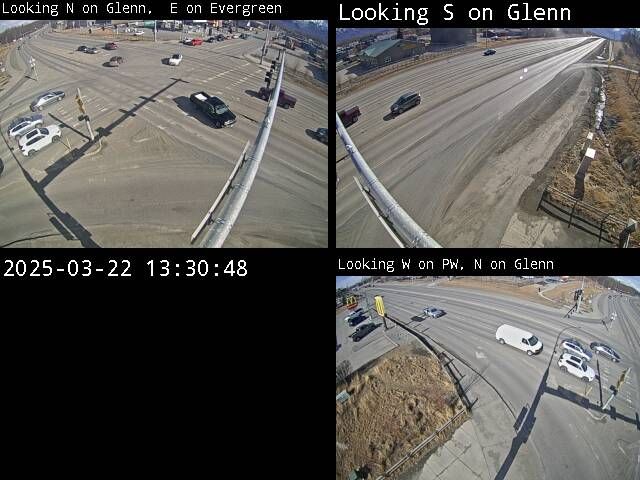 Looking N on Glenn,  E on Evergreen
Looking S on Glenn
2025-03-22 13:30:48
Looking W on PW, N on Glenn